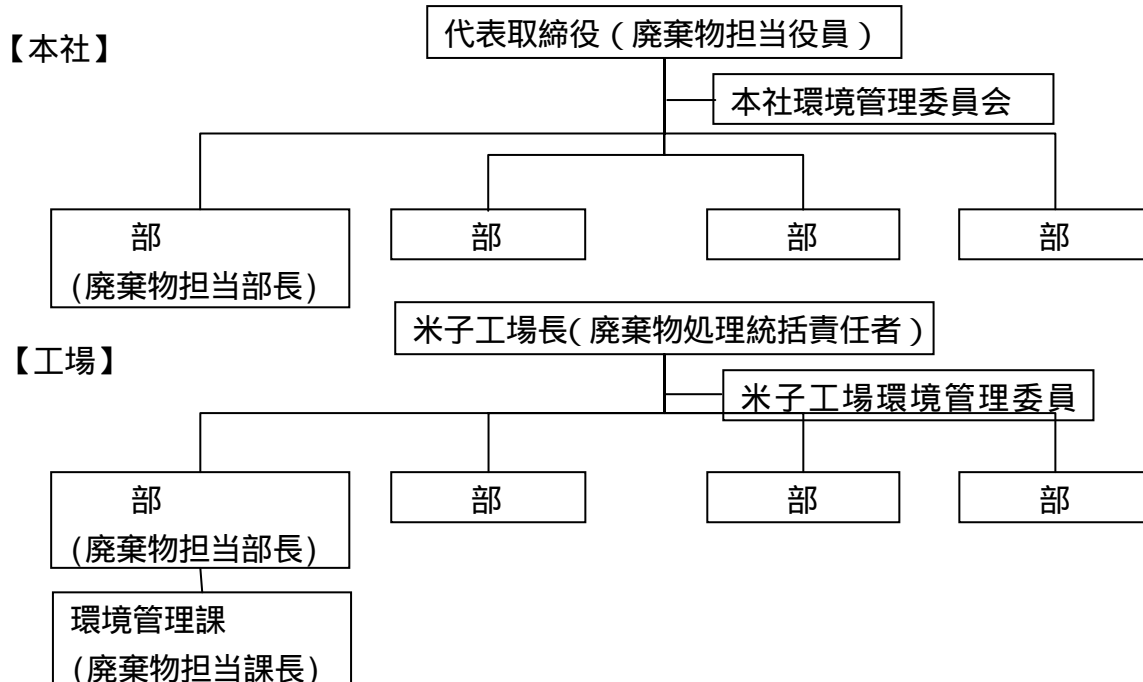 代表取締役(廃棄物担当役員)
【本社】
本社環境管理委員会
部 部 部 部
(廃棄物担当部長)
米子工場長(廃棄物処理統括責任者)
【工場】
米子工場環境管理委員
部 部 部 部
(廃棄物担当部長)
環境管理課
(廃棄物担当課長)